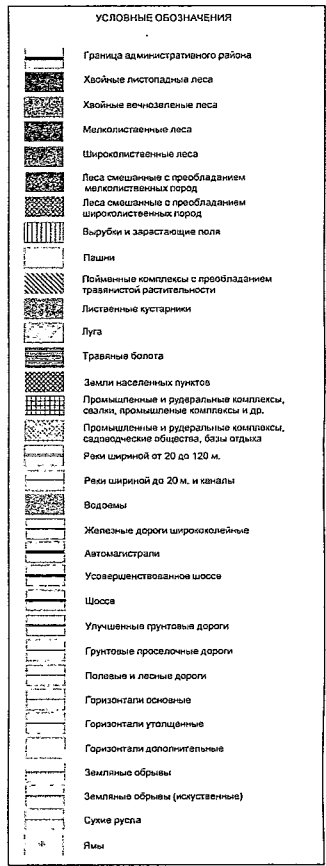 УСЛОВНЫЕ ОБОЗНАЧЕНИЯ
Граница административного района
Хвойные листопадные леса
Хвойные вечнозеленые леса
Мелколиственные леса
Широколиственные леса
Леса смешанные с преобладанием
мелколиственных пород
Леса смешанные с преобладанием
широколиственных пород
Вырубки и зарастающие поля
Пашни
Пойменные комплексы с преобладанием
травянистой растительности
Лиственные кустарники
Луга
Травяные болота
Земли населенных пунктов
Промышленные и рудеральные комплексы,
свалки, промышленые комплексы и др.
Промышленные и рудеральные комплексы,
садоводческие общества, базы отдыха
Реки шириной от 20 до 120 м.
Реки шириной до 20 м. и каналы
Водоемы
Железные дороги ширококолейные
Автомагистрали
Усовершенствованное шоссе
Шоссе
Улучшенные грунтовые дороги
Грунтовые проселочные дороги
Полевые и лесные дороги
Горизонтали основные
Горизонтали утолщенные
Горизонтали дополнительные
Земляные обрывы
Земляные обрывы (искуственные)
Сухие русла
Ямы